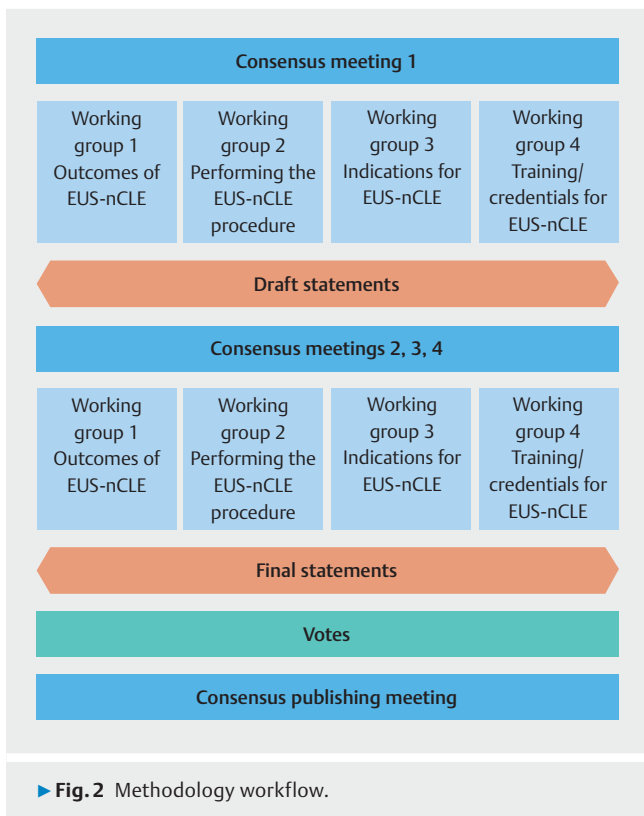 Consensus meeting 1
Working
group 1
Outcomes of
EUS-nCLE
Working
group 2
Performing the
EUS-nCLE
procedure
Working
group 3
Indications for
EUS-nCLE
Working
group 4
Training/
credentials for
EUS-nCLE
Draft statements
Consensus meetings 2, 3, 4
Working
group 1
Outcomes of
EUS-nCLE
Working
group 2
Performing the
EUS-nCLE
procedure
Working
group 3
Indications for
EUS-nCLE
Working
group 4
Training/
credentials for
EUS-nCLE
Final statements
Votes
Consensus publishing meeting
▶ Fig. 2 Methodology workflow.